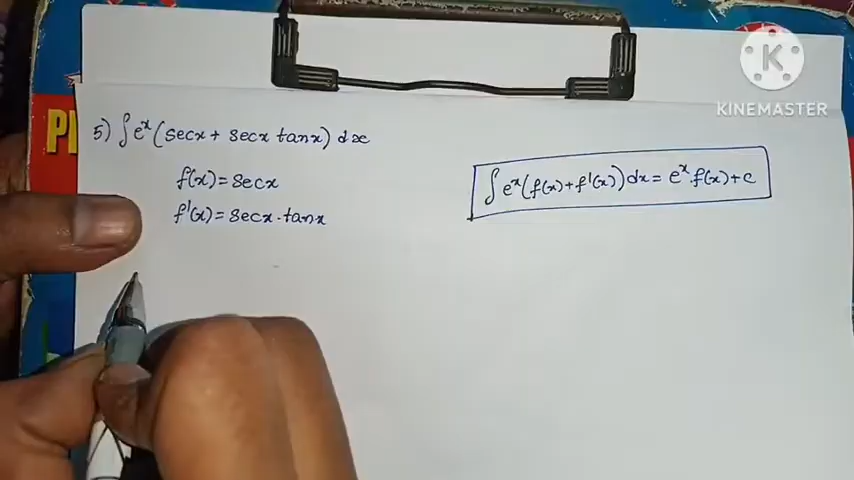 KINEMASTER
5) ∫eˣ(secx + secx tanx) dx
f(x) = secx
∫eˣ(f(x)+f'(x))dx = eˣ.f(x)+c
f'(x) = secx . tanx